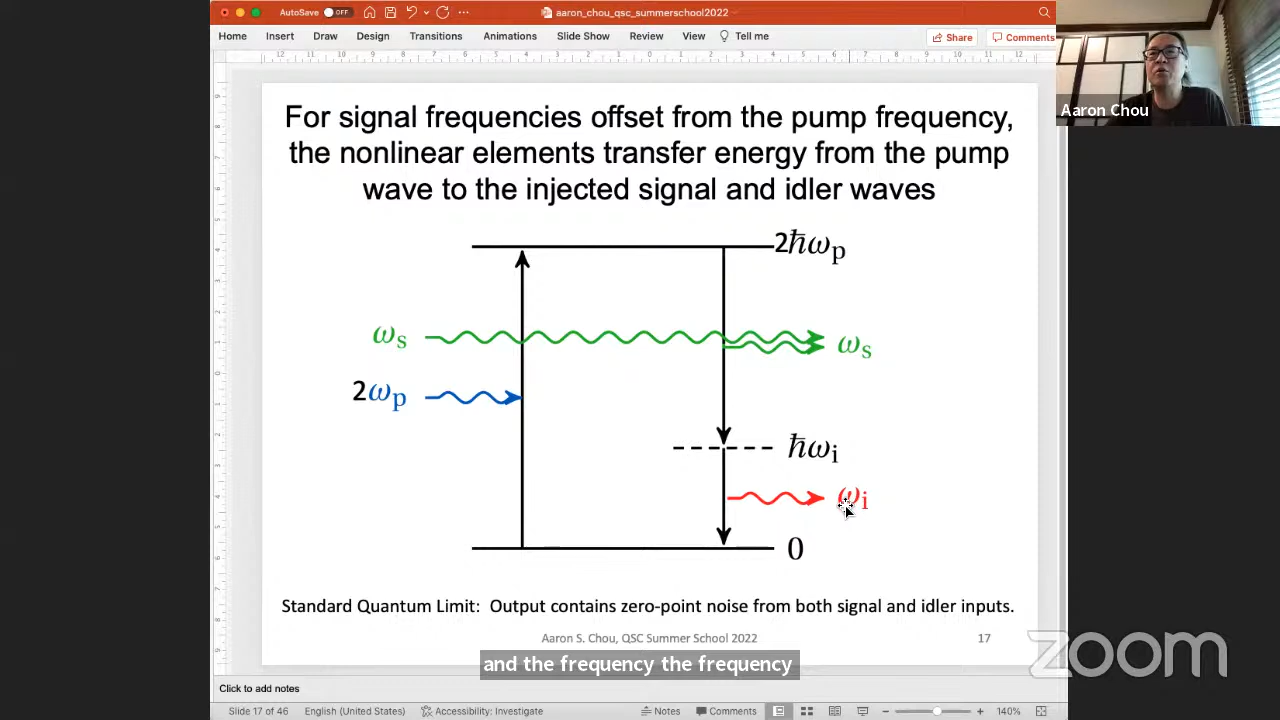 AutoSave OFF
aaron_chou_qsc_summerschool2022
Home Insert Draw Design Transitions Animations Slide Show Review View Tell me
Share Comments
Aaron Chou
For signal frequencies offset from the pump frequency,
the nonlinear elements transfer energy from the pump
wave to the injected signal and idler waves
2ħωp
ωs
ωs
2ωp
ħωi
ωi
0
Standard Quantum Limit: Output contains zero-point noise from both signal and idler inputs.
Aaron S. Chou, QSC Summer School 2022
17
and the frequency the frequency
zoom
Click to add notes
Slide 17 of 46 English (United States) Accessibility: Investigate Notes Comments 140%